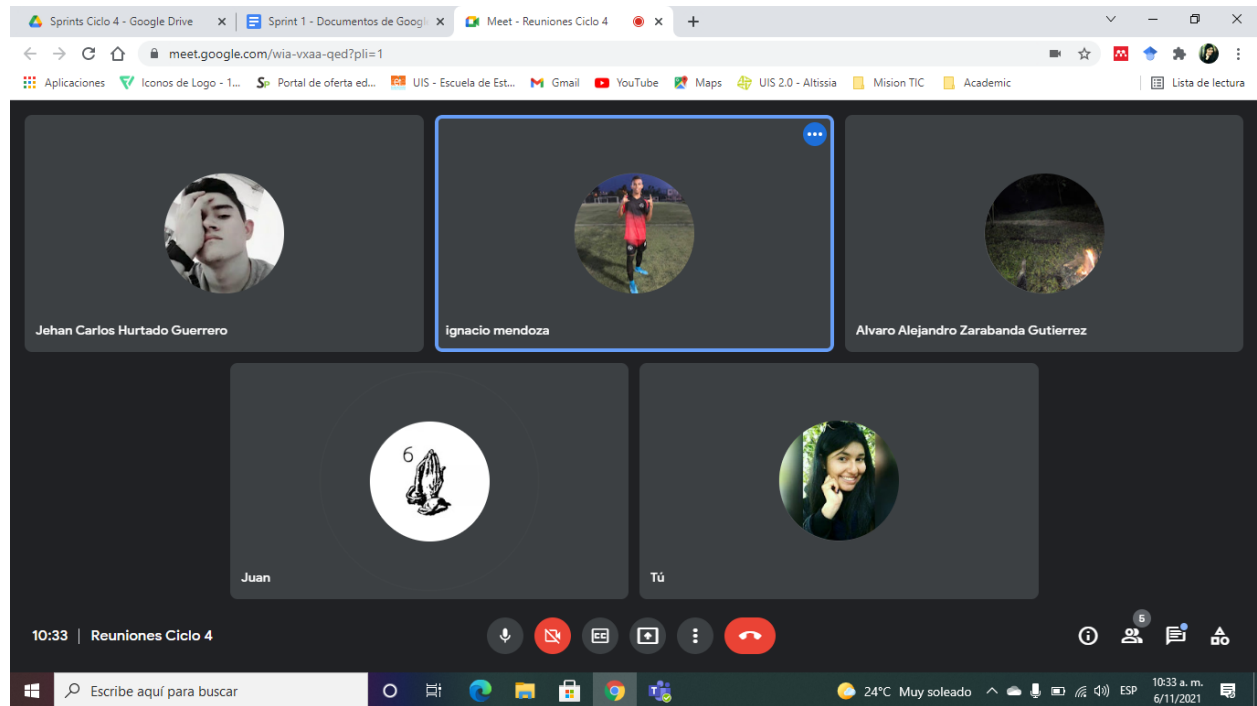 Sprints Ciclo 4 - Google Drive
Sprint 1 - Documentos de Googl
Meet - Reuniones Ciclo 4
meet.google.com/wia-vxaa-qed?pli=1
Aplicaciones
Iconos de Logo - 1...
Portal de oferta ed...
UIS - Escuela de Est...
Gmail
YouTube
Maps
UIS 2.0 - Altissia
Mision TIC
Academic
Lista de lectura
Jehan Carlos Hurtado Guerrero
ignacio mendoza
Alvaro Alejandro Zarabanda Gutierrez
6
Juan
Tú
10:33 | Reuniones Ciclo 4
5
Escribe aquí para buscar
24°C Muy soleado
ESP
10:33 a. m.
6/11/2021